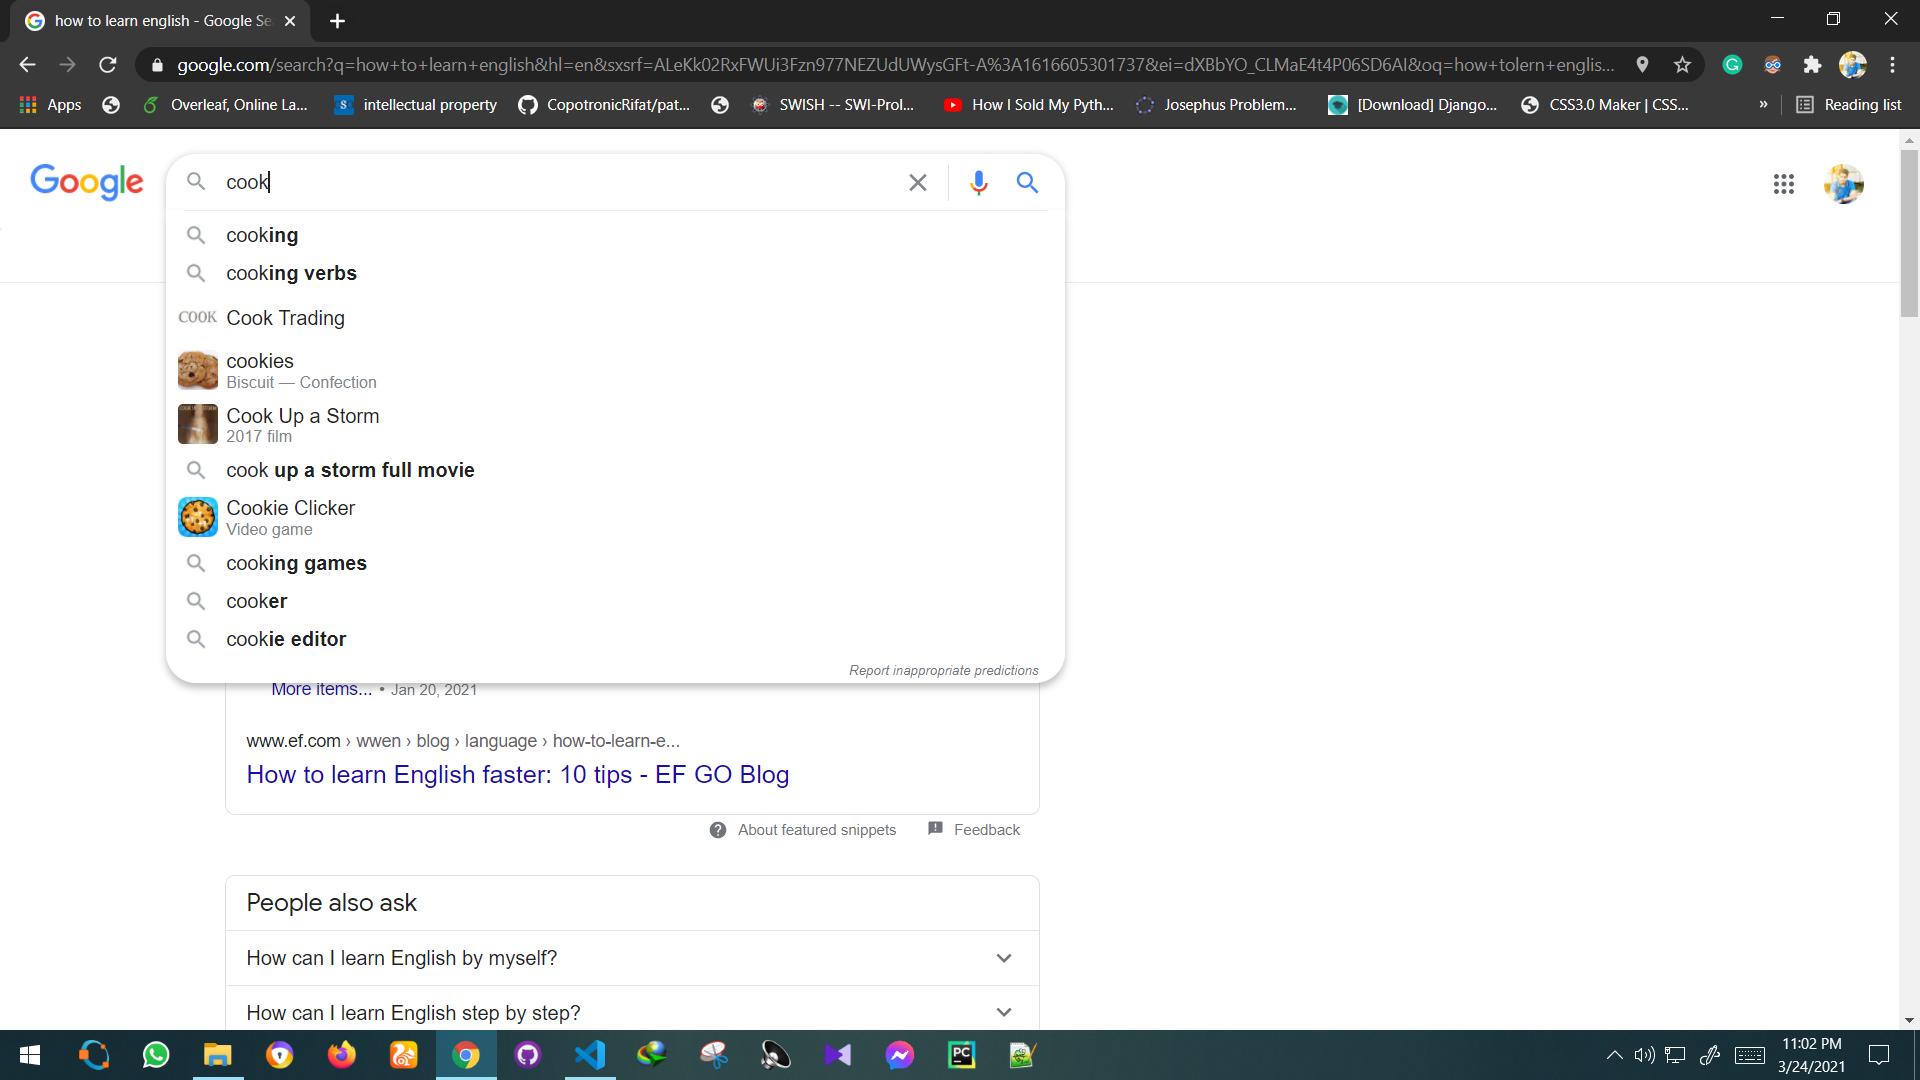 how to learn english - Google Se
google.com/search?q=how+to+learn+english&hl=en&sxsrf=ALeKk02RxFWUi3Fzn977NEZUdUWysGFt-A%3A1616605301737&ei=dXBbYO_CLMaE4t4P06SD6AI&oq=how+tolern+englis...
Apps
Overleaf, Online La...
S intellectual property
CopotronicRifat/pat...
SWISH -- SWI-Prol...
How I Sold My Pyth...
Josephus Problem...
[Download] Django...
CSS3.0 Maker | CSS...
»
Reading list
Google
cook
cooking
cooking verbs
COOK Cook Trading
cookies
Biscuit — Confection
Cook Up a Storm
2017 film
cook up a storm full movie
Cookie Clicker
Video game
cooking games
cooker
cookie editor
Report inappropriate predictions
More items... • Jan 20, 2021
www.ef.com › wwen › blog › language › how-to-learn-e...
How to learn English faster: 10 tips - EF GO Blog
About featured snippets
Feedback
People also ask
How can I learn English by myself?
How can I learn English step by step?
PC
11:02 PM
3/24/2021